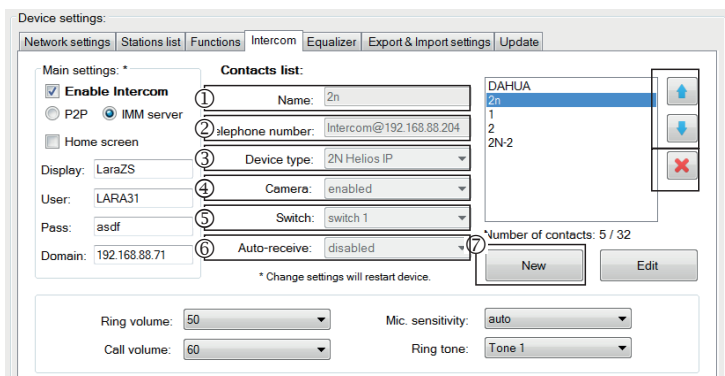 Device settings:
Network settings Stations list Functions Intercom Equalizer Export & Import settings Update
Main settings: *
Enable Intercom
P2P IMM server
Home screen
Display: LaraZS
User: LARA31
Pass: asdf
Domain: 192.168.88.71
Contacts list:
① Name: 2n
② elephone number: Intercom@192.168.88.204
③ Device type: 2N Helios IP
④ Camera: enabled
⑤ Switch: switch 1
⑥ Auto-receive: disabled
* Change settings will restart device.
DAHUA
2n
1
2
2N-2
Number of contacts: 5 / 32
⑦ New Edit
Ring volume: 50 Mic. sensitivity: auto
Call volume: 60 Ring tone: Tone 1